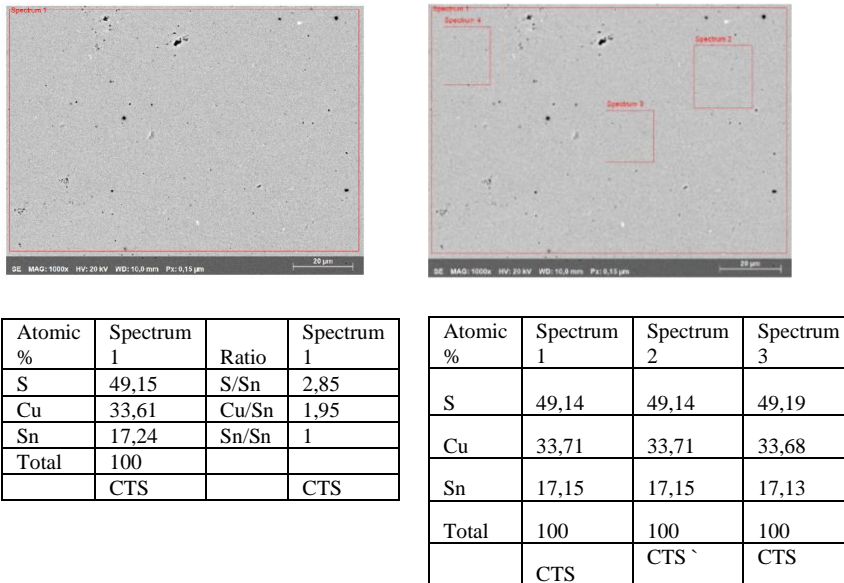 Spectrum 1
SE MAG: 1000x HV: 20 kV WD: 10,0 mm Px: 0,15 µm
20 µm
Spectrum 1
Spectrum 4
Spectrum 2
Spectrum 3
SE MAG: 1000x HV: 20 kV WD: 10,0 mm Px: 0,15 µm
20 µm
Atomic % Spectrum 1 Ratio Spectrum 1
S 49,15 S/Sn 2,85
Cu 33,61 Cu/Sn 1,95
Sn 17,24 Sn/Sn 1
Total 100
CTS CTS
Atomic % Spectrum 1 Spectrum 2 Spectrum 3
S 49,14 49,14 49,19
Cu 33,71 33,71 33,68
Sn 17,15 17,15 17,13
Total 100 100 100
CTS CTS ` CTS